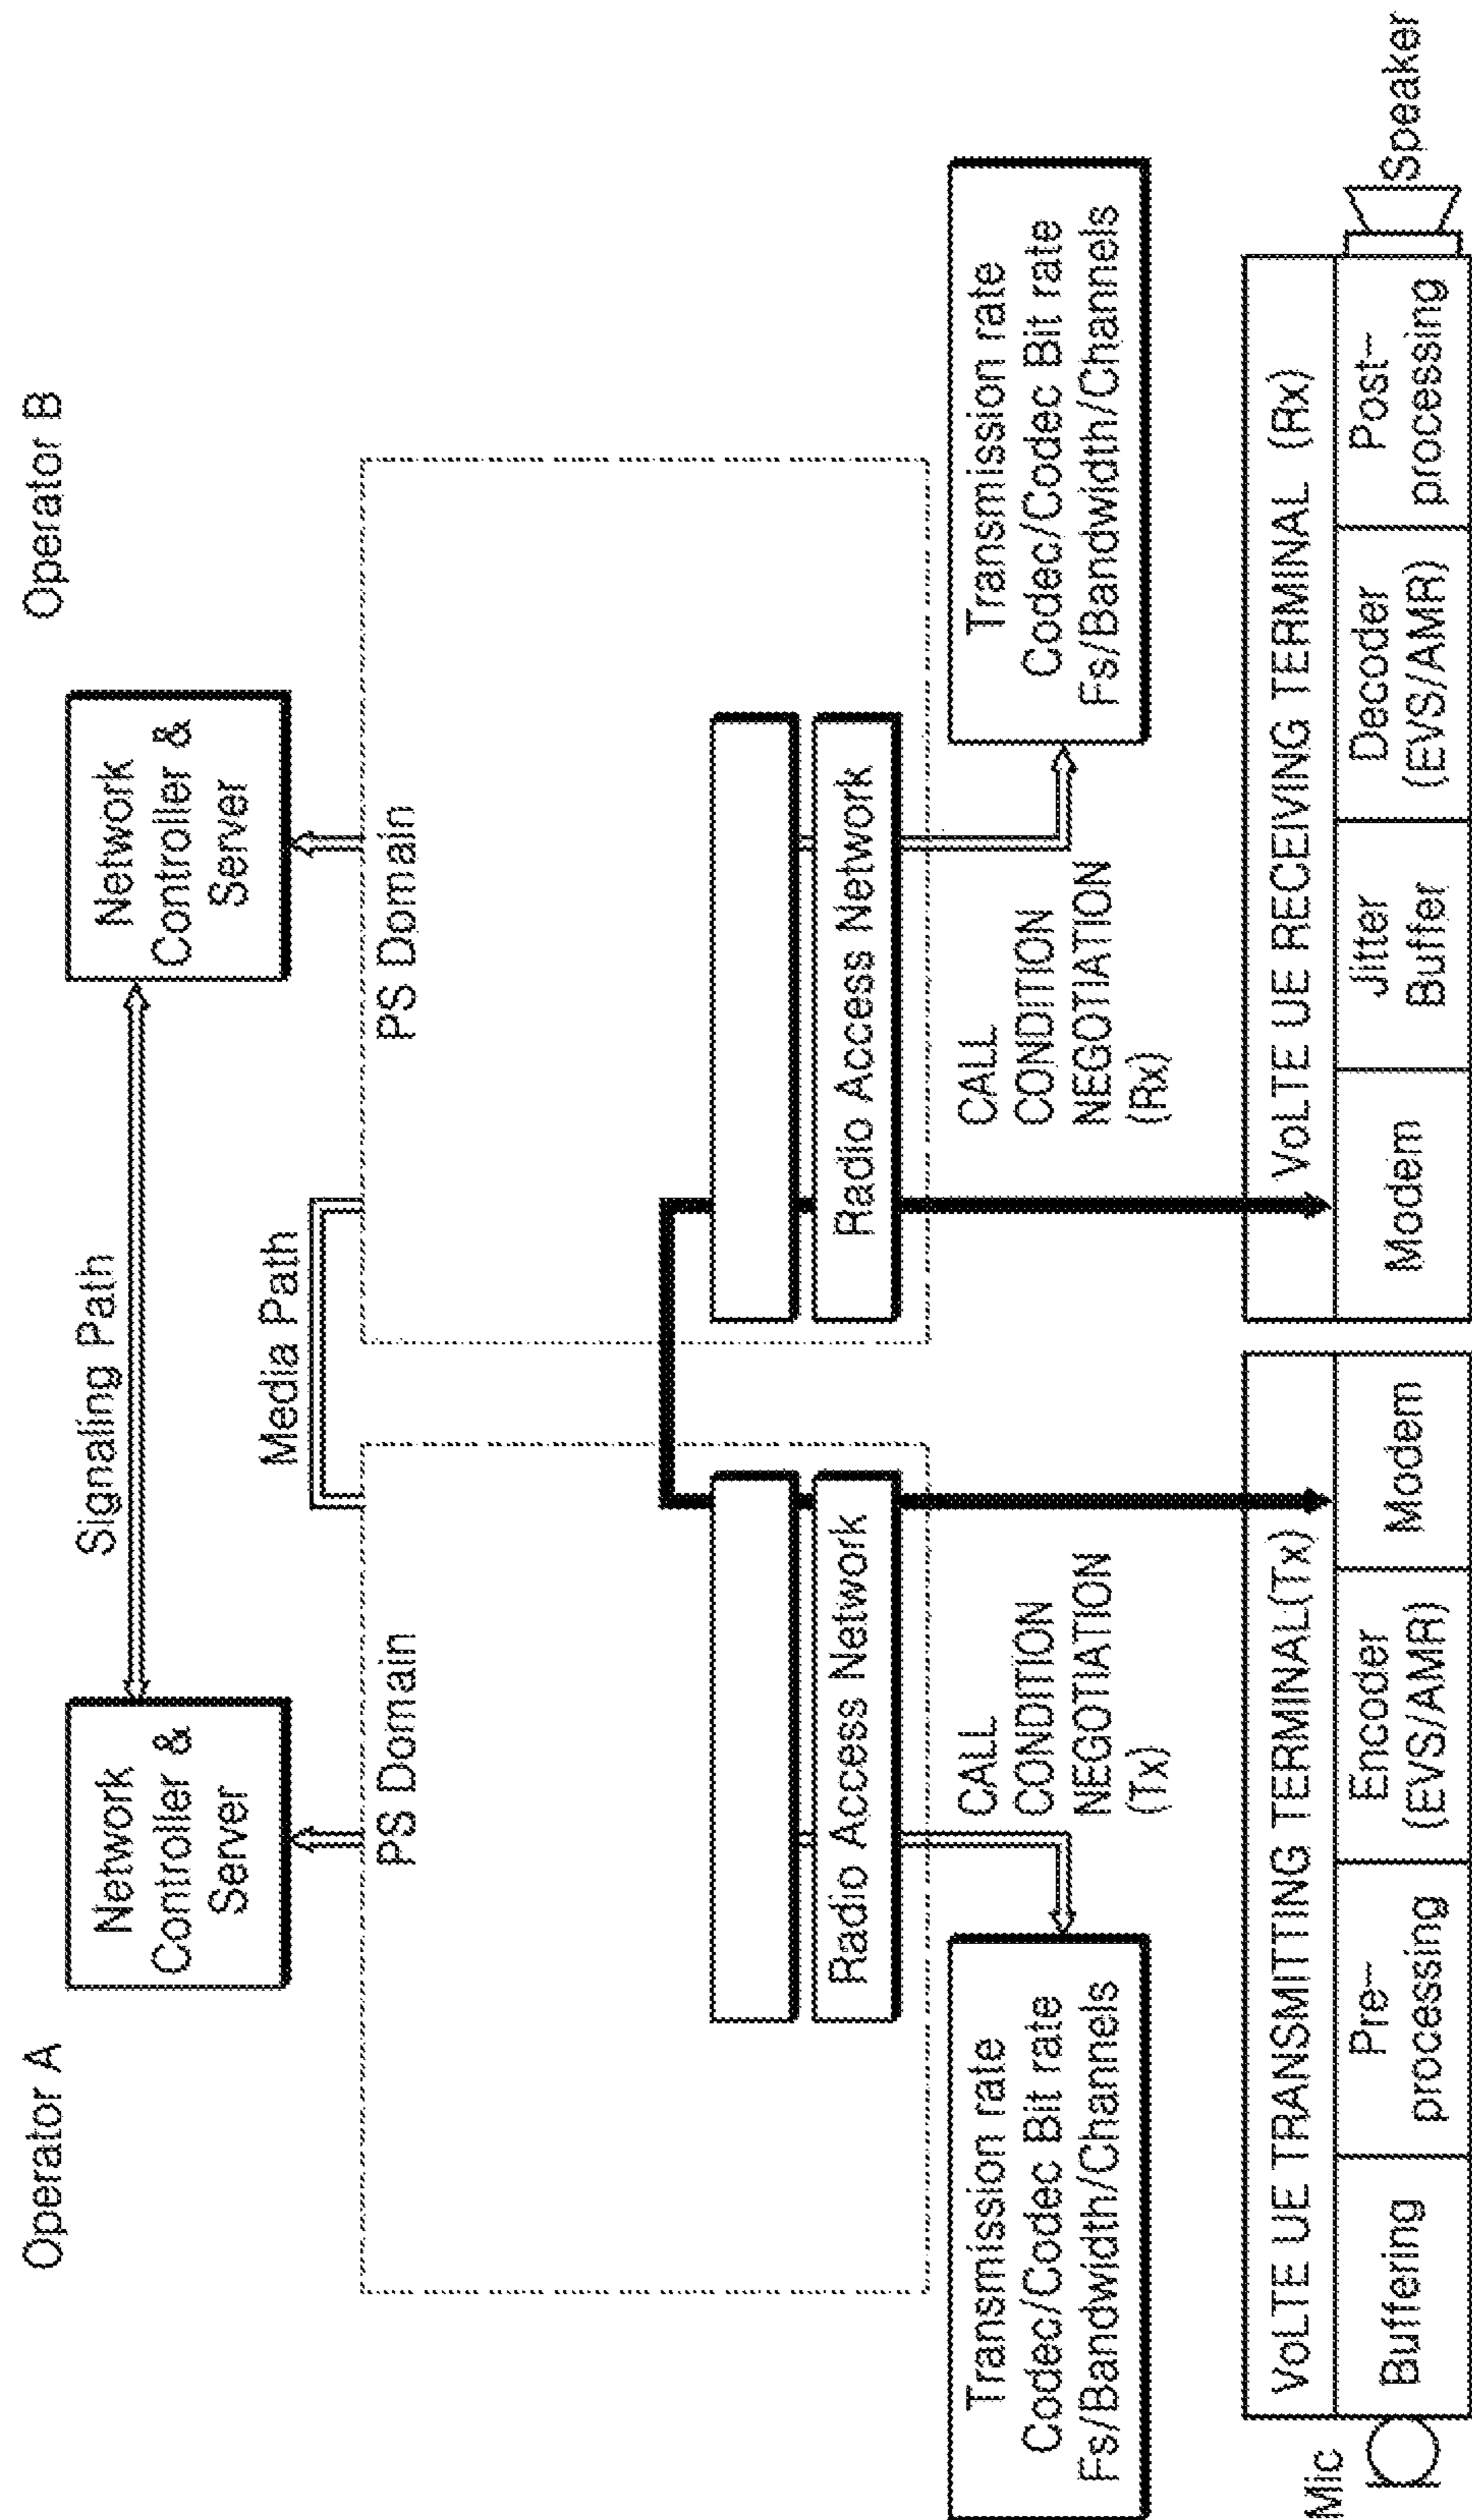 Operator A
Operator B
Network
Controller &
Server
Signaling Path
Network
Controller &
Server
Media Path
PS Domain
PS Domain
Radio Access Network
Radio Access Network
Transmission rate
Codec/Codec Bit rate
Fs/Bandwidth/Channels
CALL
CONDITION
NEGOTIATION
(Tx)
CALL
CONDITION
NEGOTIATION
(Rx)
Transmission rate
Codec/Codec Bit rate
Fs/Bandwidth/Channels
Mic
VoLTE UE TRANSMITTING TERMINAL(Tx)
Buffering
Pre-
processing
Encoder
(EVS/AMR)
Modem
VoLTE UE RECEIVING TERMINAL (Rx)
Modem
Jitter
Buffer
Decoder
(EVS/AMR)
Post-
processing
Speaker